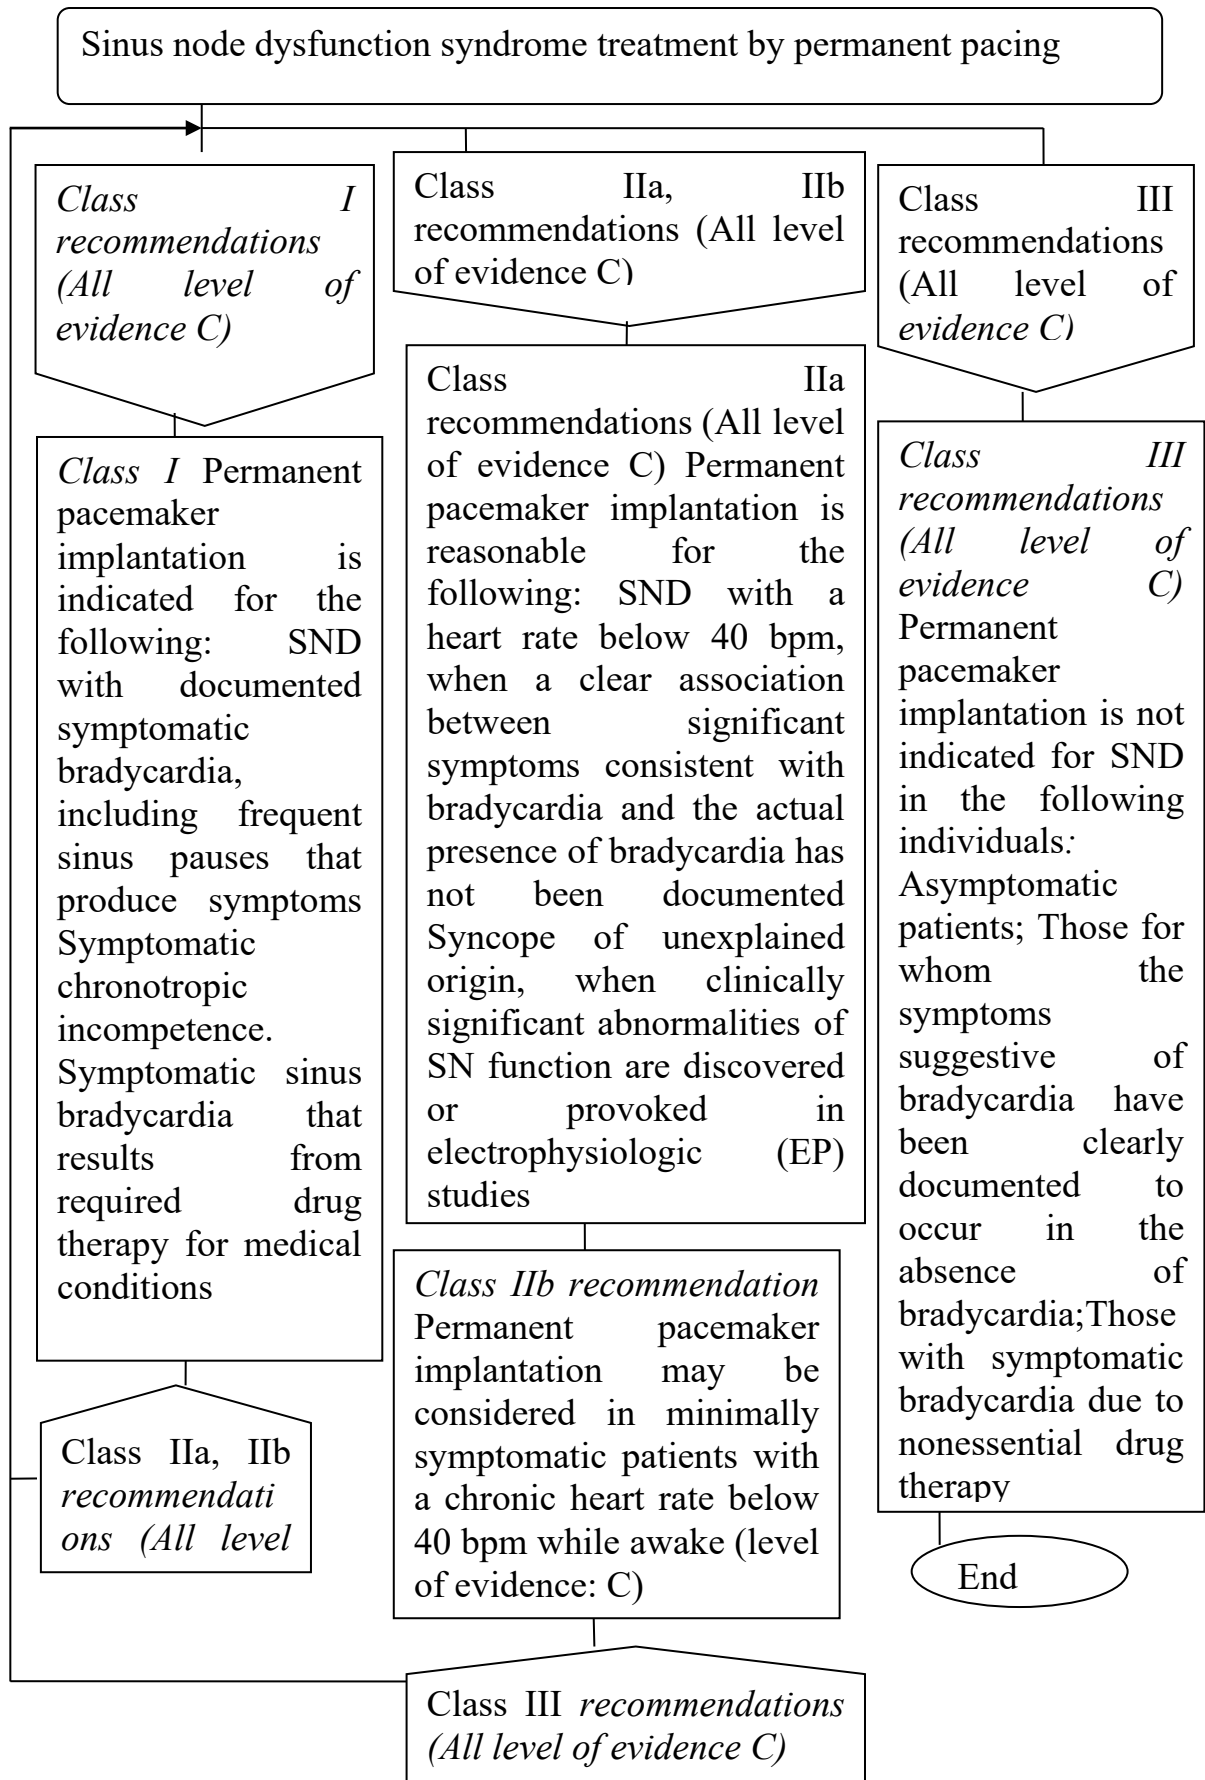 Sinus node dysfunction syndrome treatment by permanent pacing
Class I
recommendations
(All level of
evidence C)
Class I Permanent
pacemaker
implantation is
indicated for the
following: SND
with documented
symptomatic
bradycardia,
including frequent
sinus pauses that
produce symptoms
Symptomatic
chronotropic
incompetence.
Symptomatic sinus
bradycardia that
results from
required drug
therapy for medical
conditions
Class IIa, IIb
recommendati
ons (All level
Class IIa, IIb
recommendations (All level
of evidence C)
Class IIa
recommendations (All level
of evidence C) Permanent
pacemaker implantation is
reasonable for the
following: SND with a
heart rate below 40 bpm,
when a clear association
between significant
symptoms consistent with
bradycardia and the actual
presence of bradycardia has
not been documented
Syncope of unexplained
origin, when clinically
significant abnormalities of
SN function are discovered
or provoked in
electrophysiologic (EP)
studies
Class IIb recommendation
Permanent pacemaker
implantation may be
considered in minimally
symptomatic patients with
a chronic heart rate below
40 bpm while awake (level
of evidence: C)
Class III recommendations
(All level of evidence C)
Class III
recommendations
(All level of
evidence C)
Class III
recommendations
(All level of
evidence C)
Permanent
pacemaker
implantation is not
indicated for SND
in the following
individuals:
Asymptomatic
patients; Those for
whom the
symptoms
suggestive of
bradycardia have
been clearly
documented to
occur in the
absence of
bradycardia;Those
with symptomatic
bradycardia due to
nonessential drug
therapy
End